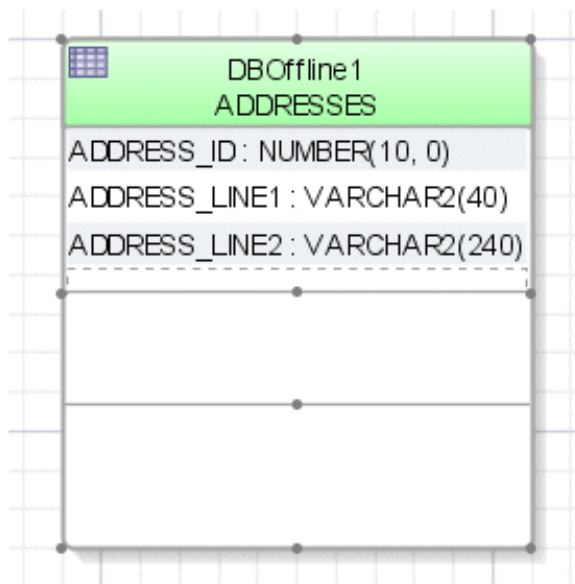 DBOffline1
ADDRESSES
ADDRESS_ID : NUMBER(10, 0)
ADDRESS_LINE1 : VARCHAR2(40)
ADDRESS_LINE2 : VARCHAR2(240)